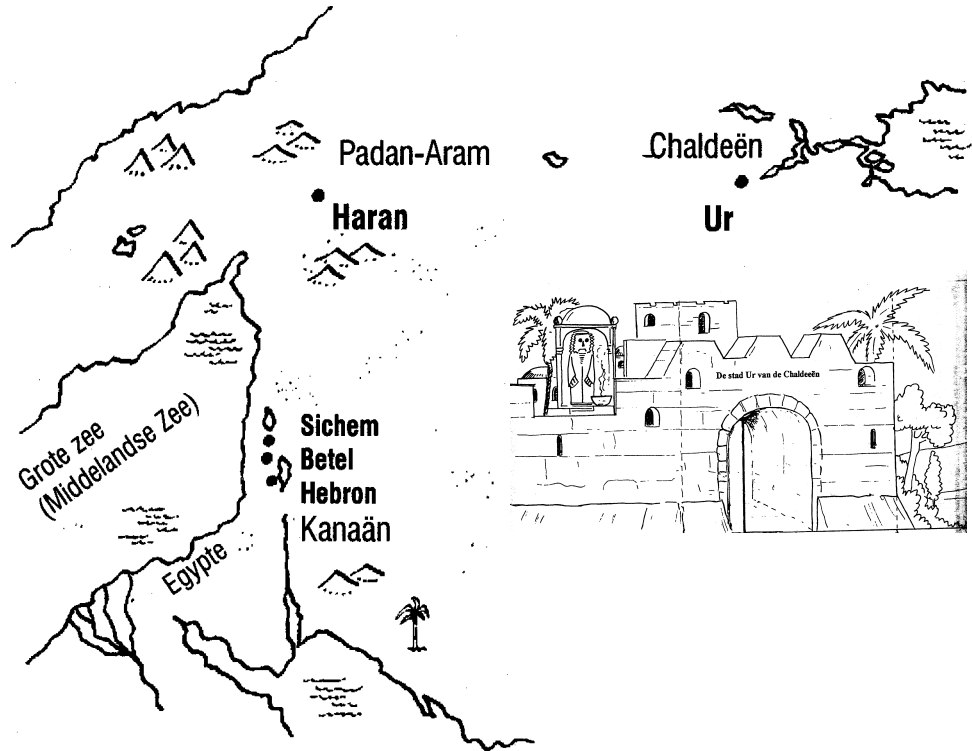 Padan-Aram
Chaldeën
Haran
Ur
De stad Ur van de Chaldeeën
Grote zee
(Middelandse Zee)
Sichem
Betel
Hebron
Kanaän
Egypte